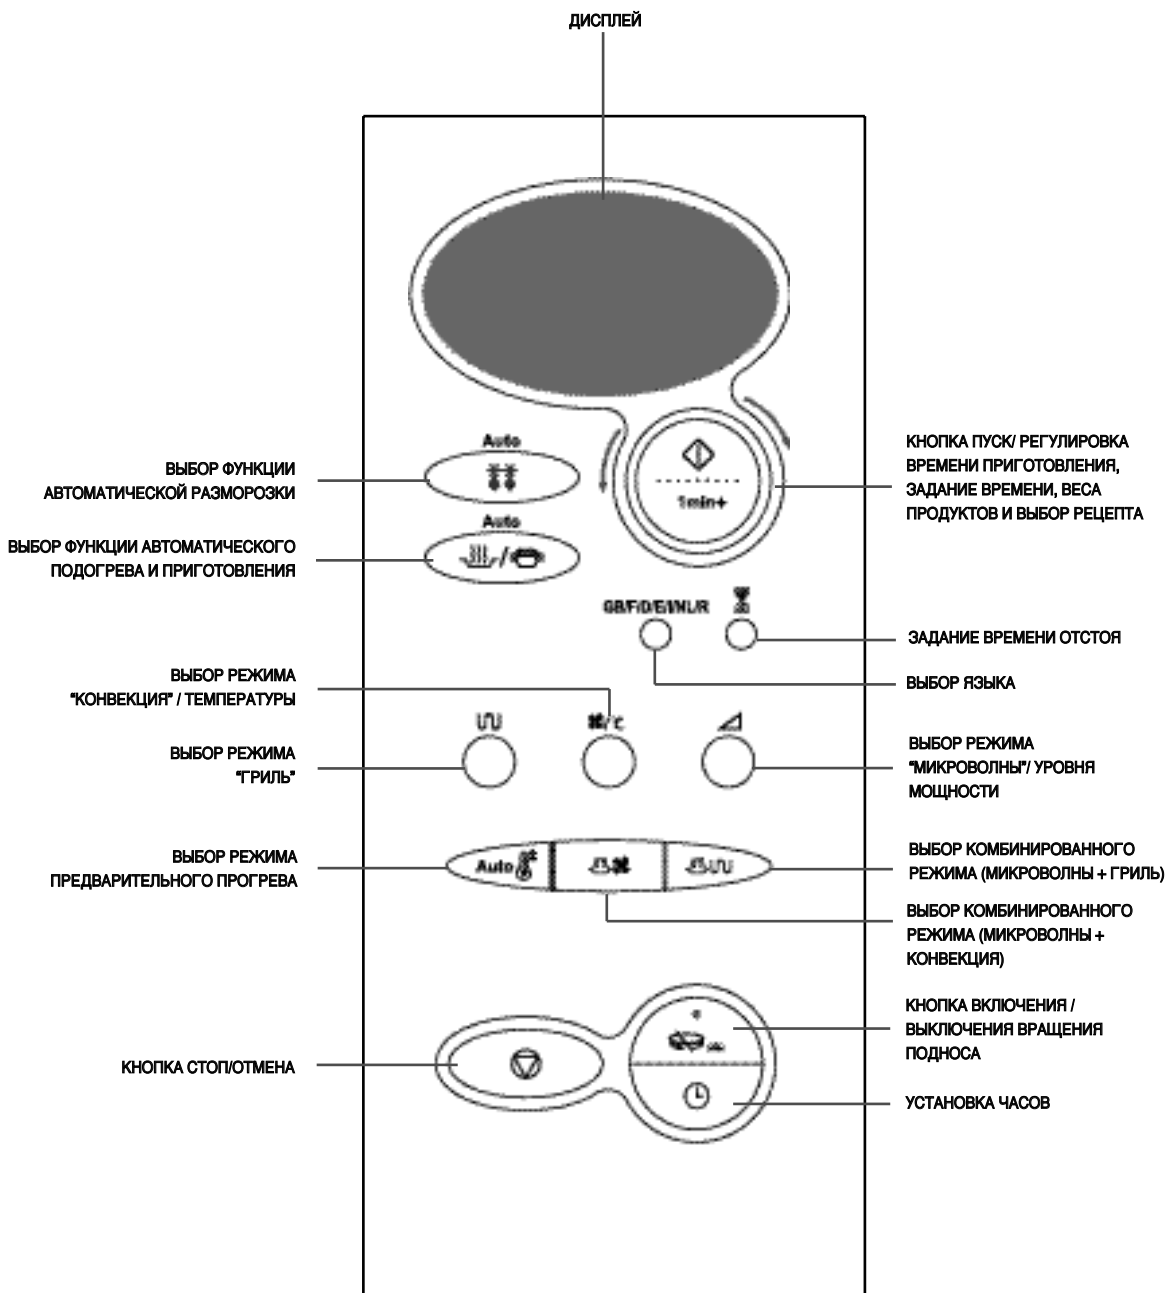 ДИСПЛЕЙ
Auto
ВЫБОР ФУНКЦИИ
АВТОМАТИЧЕСКОЙ РАЗМОРОЗКИ
КНОПКА ПУСК/ РЕГУЛИРОВКА
ВРЕМЕНИ ПРИГОТОВЛЕНИЯ,
ЗАДАНИЕ ВРЕМЕНИ, ВЕСА
ПРОДУКТОВ И ВЫБОР РЕЦЕПТА
1min+
Auto
ВЫБОР ФУНКЦИИ АВТОМАТИЧЕСКОГО
ПОДОГРЕВА И ПРИГОТОВЛЕНИЯ
/
GB/F/D/E/I/NL/R
ЗАДАНИЕ ВРЕМЕНИ ОТСТОЯ
ВЫБОР ЯЗЫКА
ВЫБОР РЕЖИМА
"КОНВЕКЦИЯ" / ТЕМПЕРАТУРЫ
/°C
ВЫБОР РЕЖИМА
"ГРИЛЬ"
ВЫБОР РЕЖИМА
"МИКРОВОЛНЫ"/ УРОВНЯ
МОЩНОСТИ
ВЫБОР РЕЖИМА
ПРЕДВАРИТЕЛЬНОГО ПРОГРЕВА
Auto
ВЫБОР КОМБИНИРОВАННОГО
РЕЖИМА (МИКРОВОЛНЫ + ГРИЛЬ)
ВЫБОР КОМБИНИРОВАННОГО
РЕЖИМА (МИКРОВОЛНЫ +
КОНВЕКЦИЯ)
КНОПКА ВКЛЮЧЕНИЯ /
ВЫКЛЮЧЕНИЯ ВРАЩЕНИЯ
ПОДНОСА
КНОПКА СТОП/ОТМЕНА
УСТАНОВКА ЧАСОВ